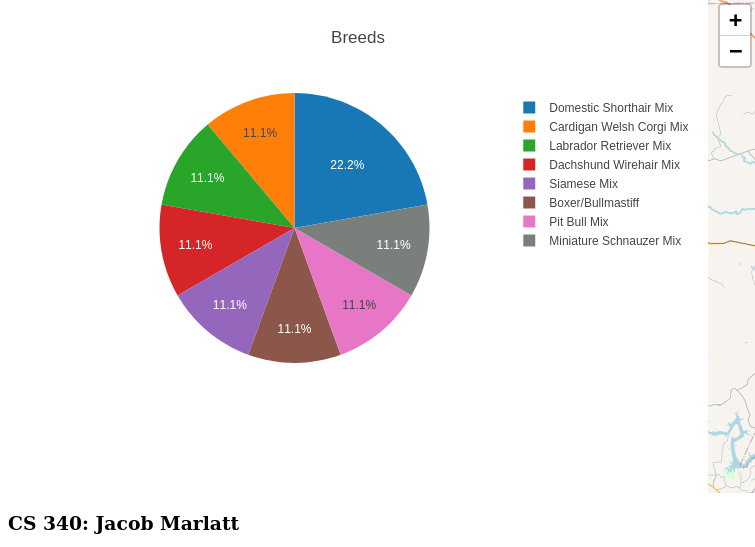 Breeds
+
−
Domestic Shorthair Mix
Cardigan Welsh Corgi Mix
Labrador Retriever Mix
Dachshund Wirehair Mix
Siamese Mix
Boxer/Bullmastiff
Pit Bull Mix
Miniature Schnauzer Mix
11.1%
22.2%
11.1%
11.1%
11.1%
11.1%
11.1%
11.1%
CS 340: Jacob Marlatt